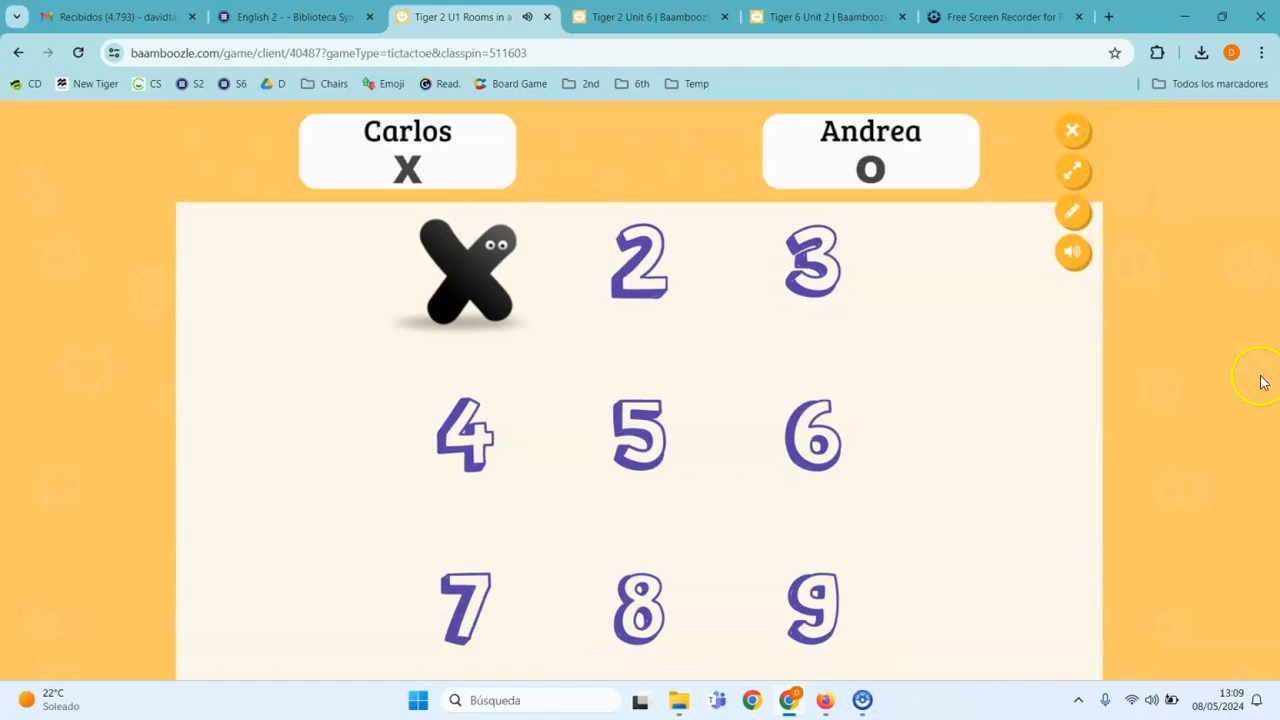 Recibidos (4.793) - davidta
English 2 - - Biblioteca Syn
Tiger 2 U1 Rooms in a
Tiger 2 Unit 6 | Baambooz
Tiger 6 Unit 2 | Baambooz
Free Screen Recorder for P
baamboozle.com/game/client/40487?gameType=tictactoe&classpin=511603
D
CD
New Tiger
CS
S2
S6
D
Chairs
Emoji
Read.
Board Game
2nd
6th
Temp
Todos los marcadores
Carlos
X
Andrea
O
X 2 3
4 5 6
7 8 9
22°C
Soleado
Búsqueda
13:09
08/05/2024